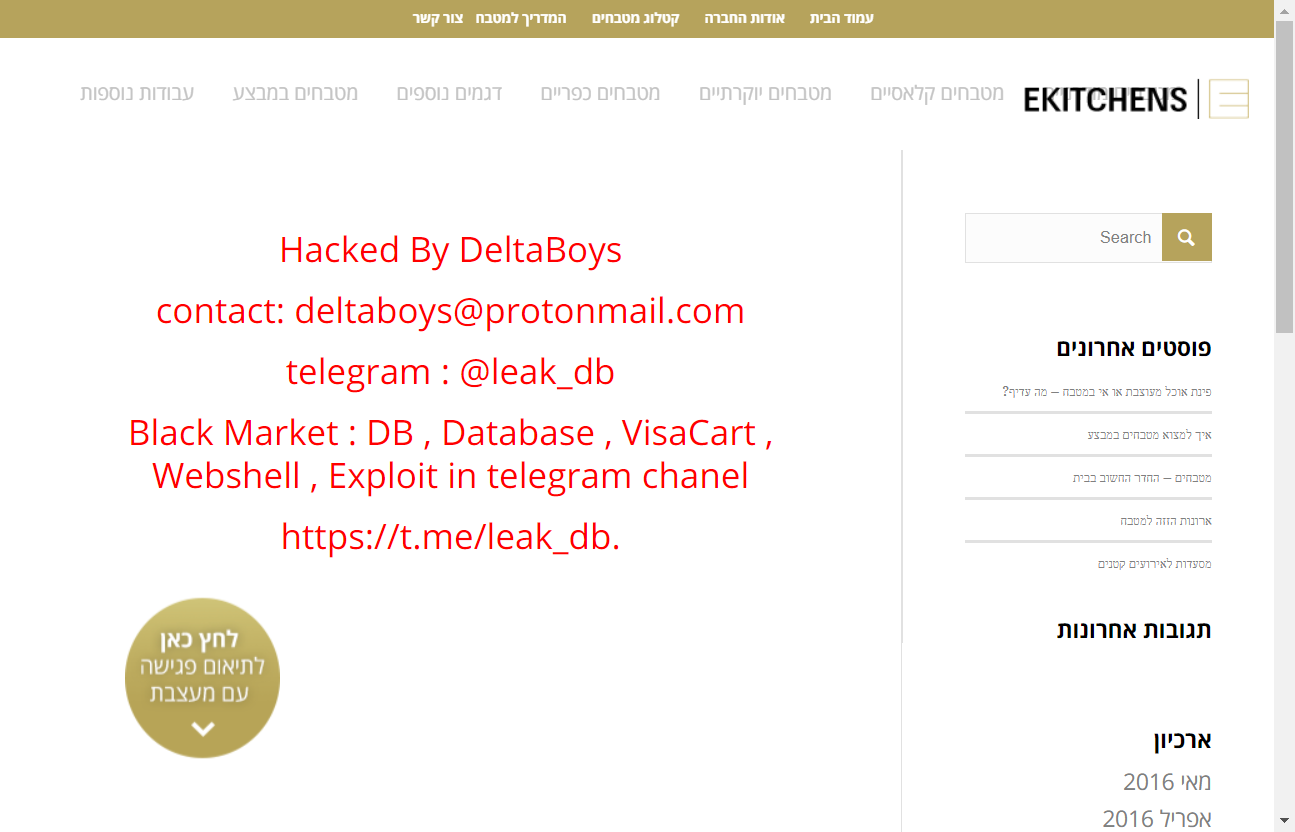 עמוד הבית אודות החברה קטלוג מטבחים המדריך למטבח צור קשר
EKITCHENS
מטבחים קלאסיים מטבחים יוקרתיים מטבחים כפריים דגמים נוספים מטבחים במבצע עבודות נוספות
Search
פוסטים אחרונים
פינת אוכל מעוצבת או אי במטבח – מה עדיף?
איך למצוא מטבחים במבצע
מטבחים – החדר החשוב בבית
ארונות הזזה למטבח
מסעדות לאירועים קטנים
תגובות אחרונות
ארכיון
מאי 2016
אפריל 2016
Hacked By DeltaBoys
contact: deltaboys@protonmail.com
telegram : @leak_db
Black Market : DB , Database , VisaCart ,
Webshell , Exploit in telegram chanel
https://t.me/leak_db.
לחץ כאן
לתיאום פגישה
עם מעצבת